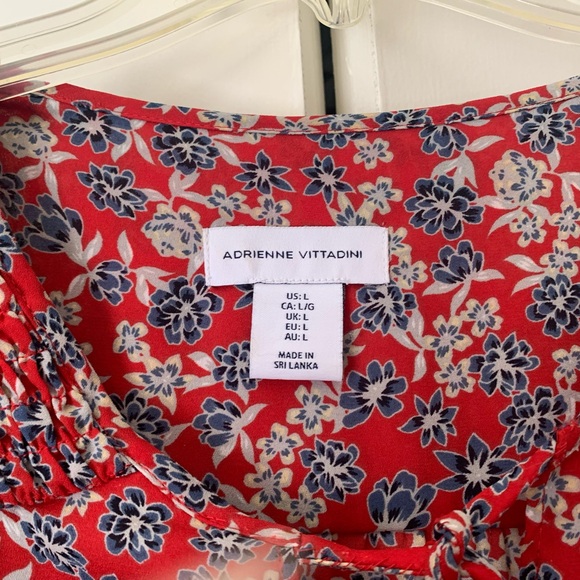 ADRIENNE VITTADINI
US: L
CA: L/G
UK: L
EU: L
AU: L
MADE IN
SRI LANKA